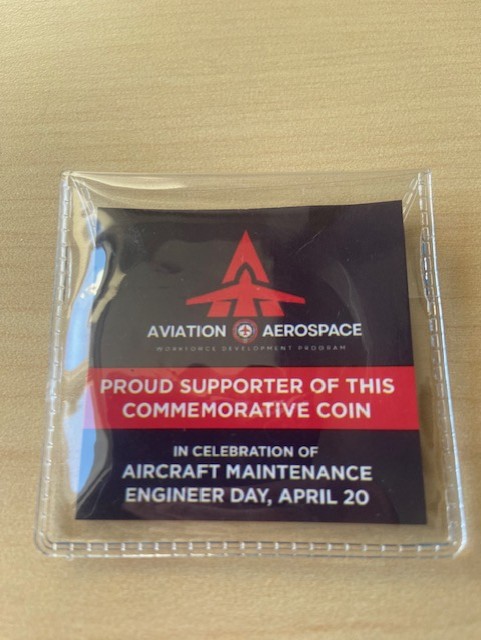 AVIATION AEROSPACE
WORKFORCE DEVELOPMENT PROGRAM
PROUD SUPPORTER OF THIS
COMMEMORATIVE COIN
IN CELEBRATION OF
AIRCRAFT MAINTENANCE
ENGINEER DAY, APRIL 20